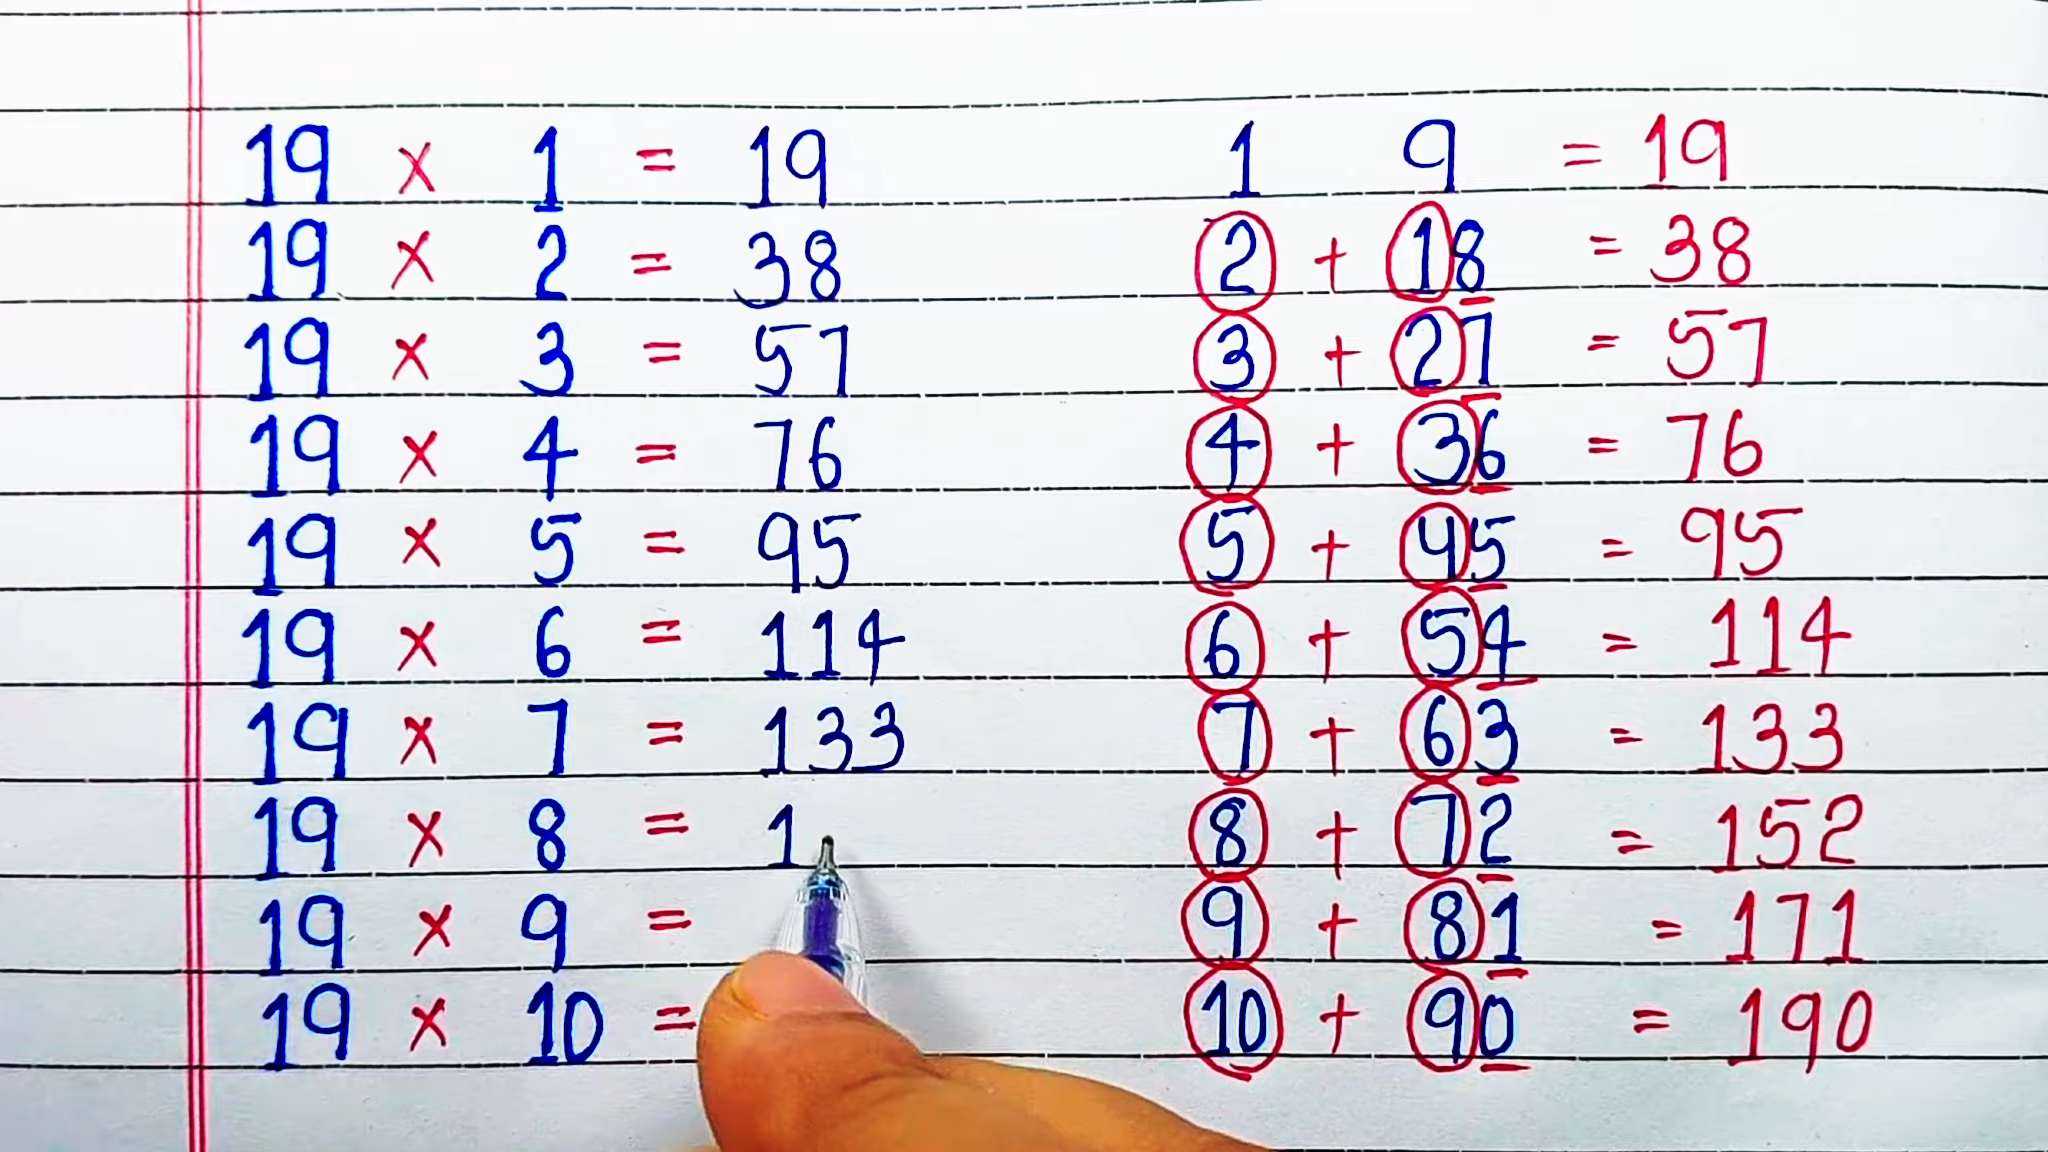 19 × 1 = 19 1 9 = 19
19 × 2 = 38 2 + 18 = 38
19 × 3 = 57 3 + 27 = 57
19 × 4 = 76 4 + 36 = 76
19 × 5 = 95 5 + 45 = 95
19 × 6 = 114 6 + 54 = 114
19 × 7 = 133 7 + 63 = 133
19 × 8 = 1 8 + 72 = 152
19 × 9 = 9 + 81 = 171
19 × 10 = 10 + 90 = 190